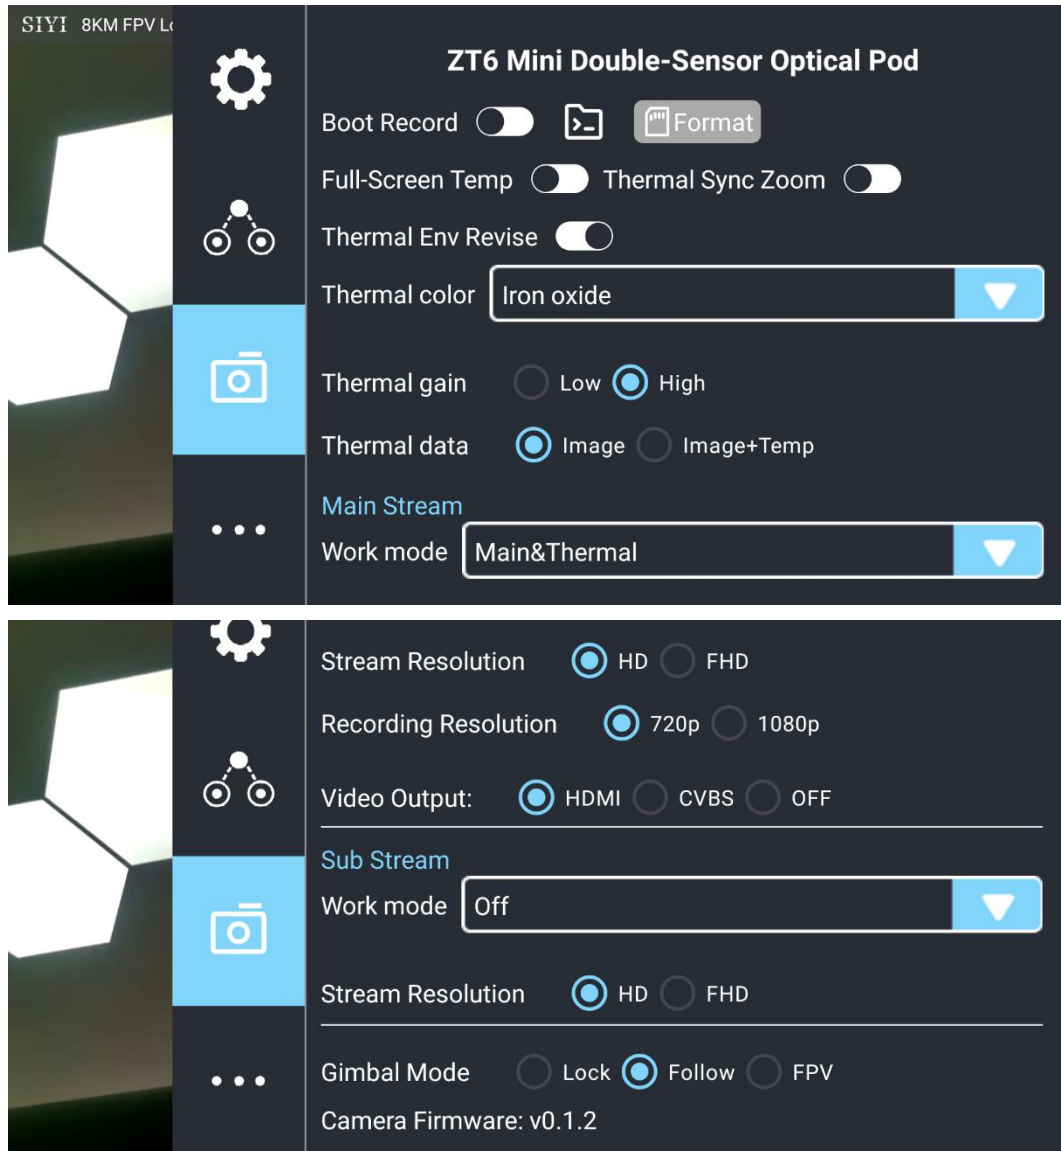 SIYI 8KM FPV Lo
ZT6 Mini Double-Sensor Optical Pod
Boot Record Format
Full-Screen Temp Thermal Sync Zoom
Thermal Env Revise
Thermal color Iron oxide
Thermal gain Low High
Thermal data Image Image+Temp
Main Stream
Work mode Main&Thermal
Stream Resolution HD FHD
Recording Resolution 720p 1080p
Video Output: HDMI CVBS OFF
Sub Stream
Work mode Off
Stream Resolution HD FHD
Gimbal Mode Lock Follow FPV
Camera Firmware: v0.1.2